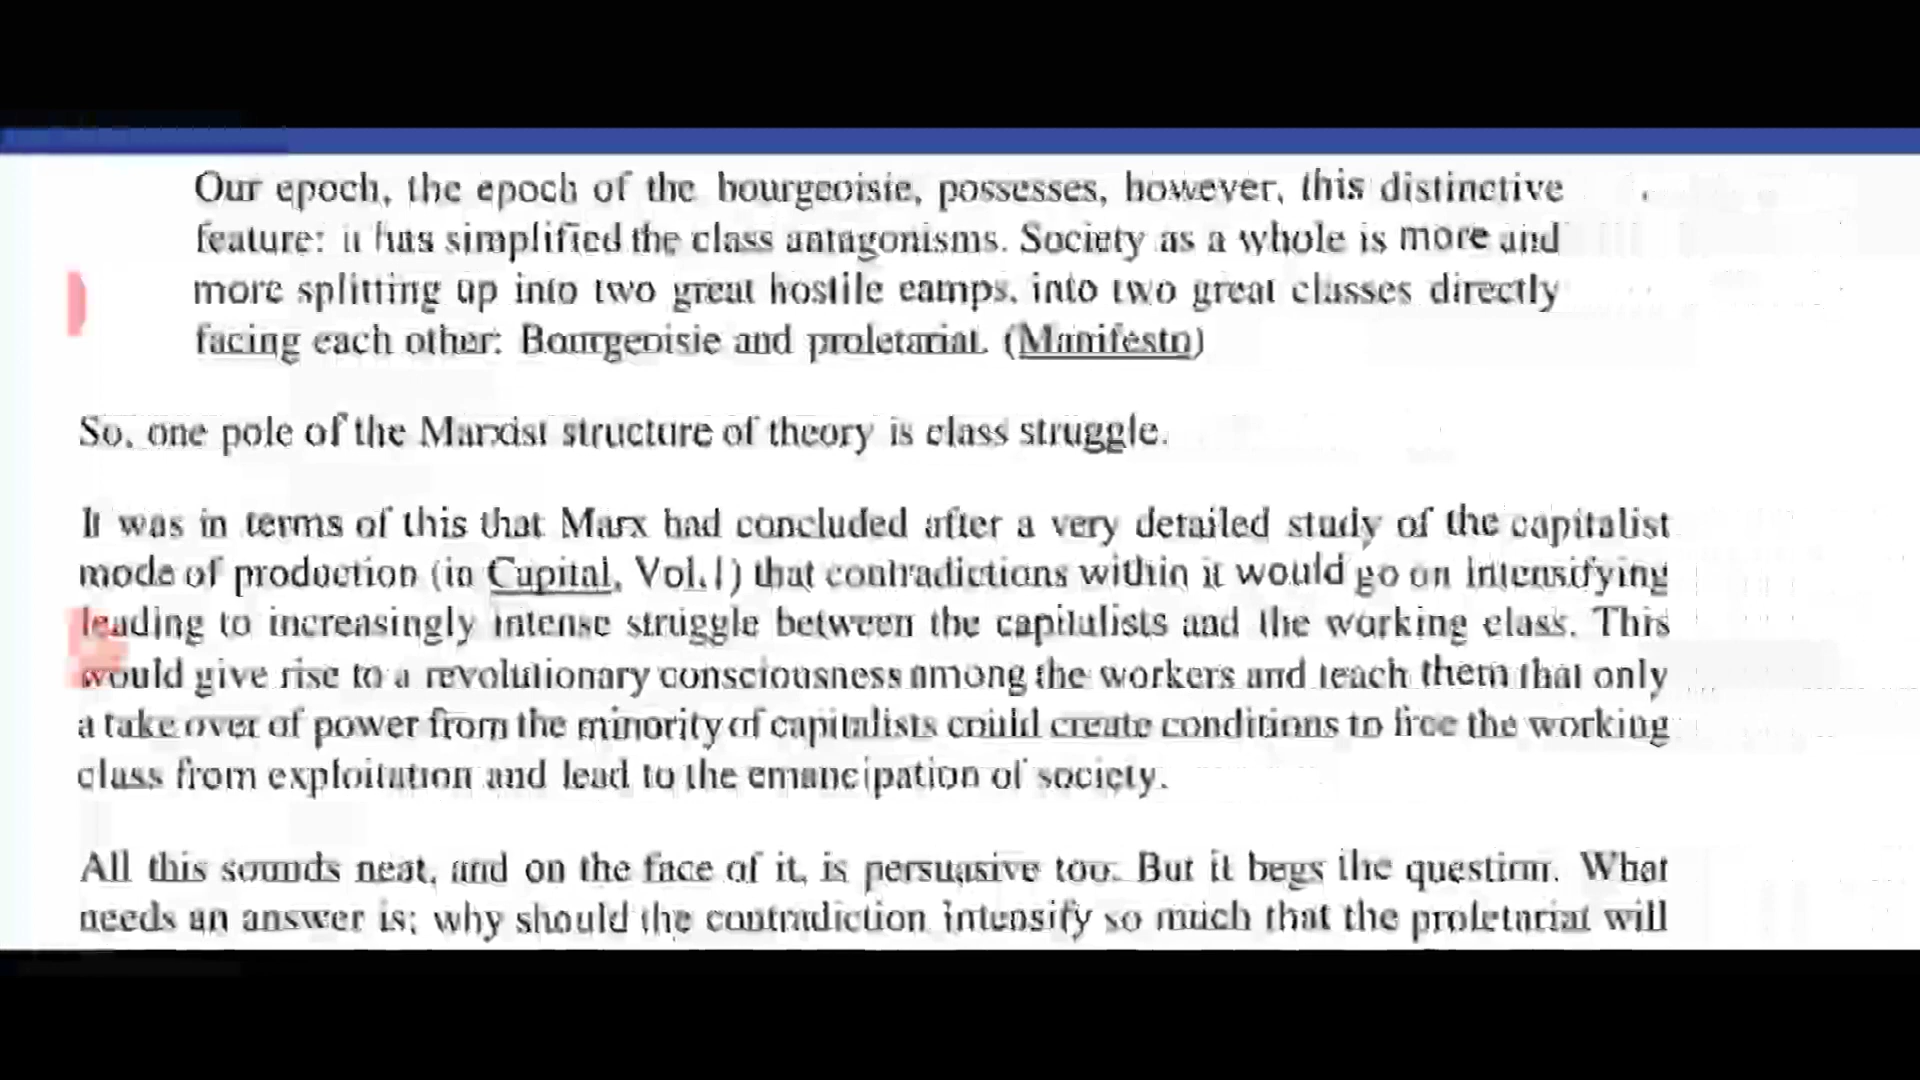 Our epoch, the epoch of the bourgeoisie, possesses, however, this distinctive
feature: it has simplified the class antagonisms. Society as a whole is more and
more splitting up into two great hostile camps, into two great classes directly
facing each other: Bourgeoisie and proletariat. (Manifesto)
So, one pole of the Marxist structure of theory is class struggle.
It was in terms of this that Marx had concluded after a very detailed study of the capitalist
mode of production (in Capital, Vol.1) that contradictions within it would go on intensifying
leading to increasingly intense struggle between the capitalists and the working class. This
would give rise to a revolutionary consciousness among the workers and teach them that only
a take over of power from the minority of capitalists could create conditions to free the working
class from exploitation and lead to the emancipation of society.
All this sounds neat, and on the face of it, is persuasive too. But it begs the question. What
needs an answer is; why should the contradiction intensify so much that the proletariat will